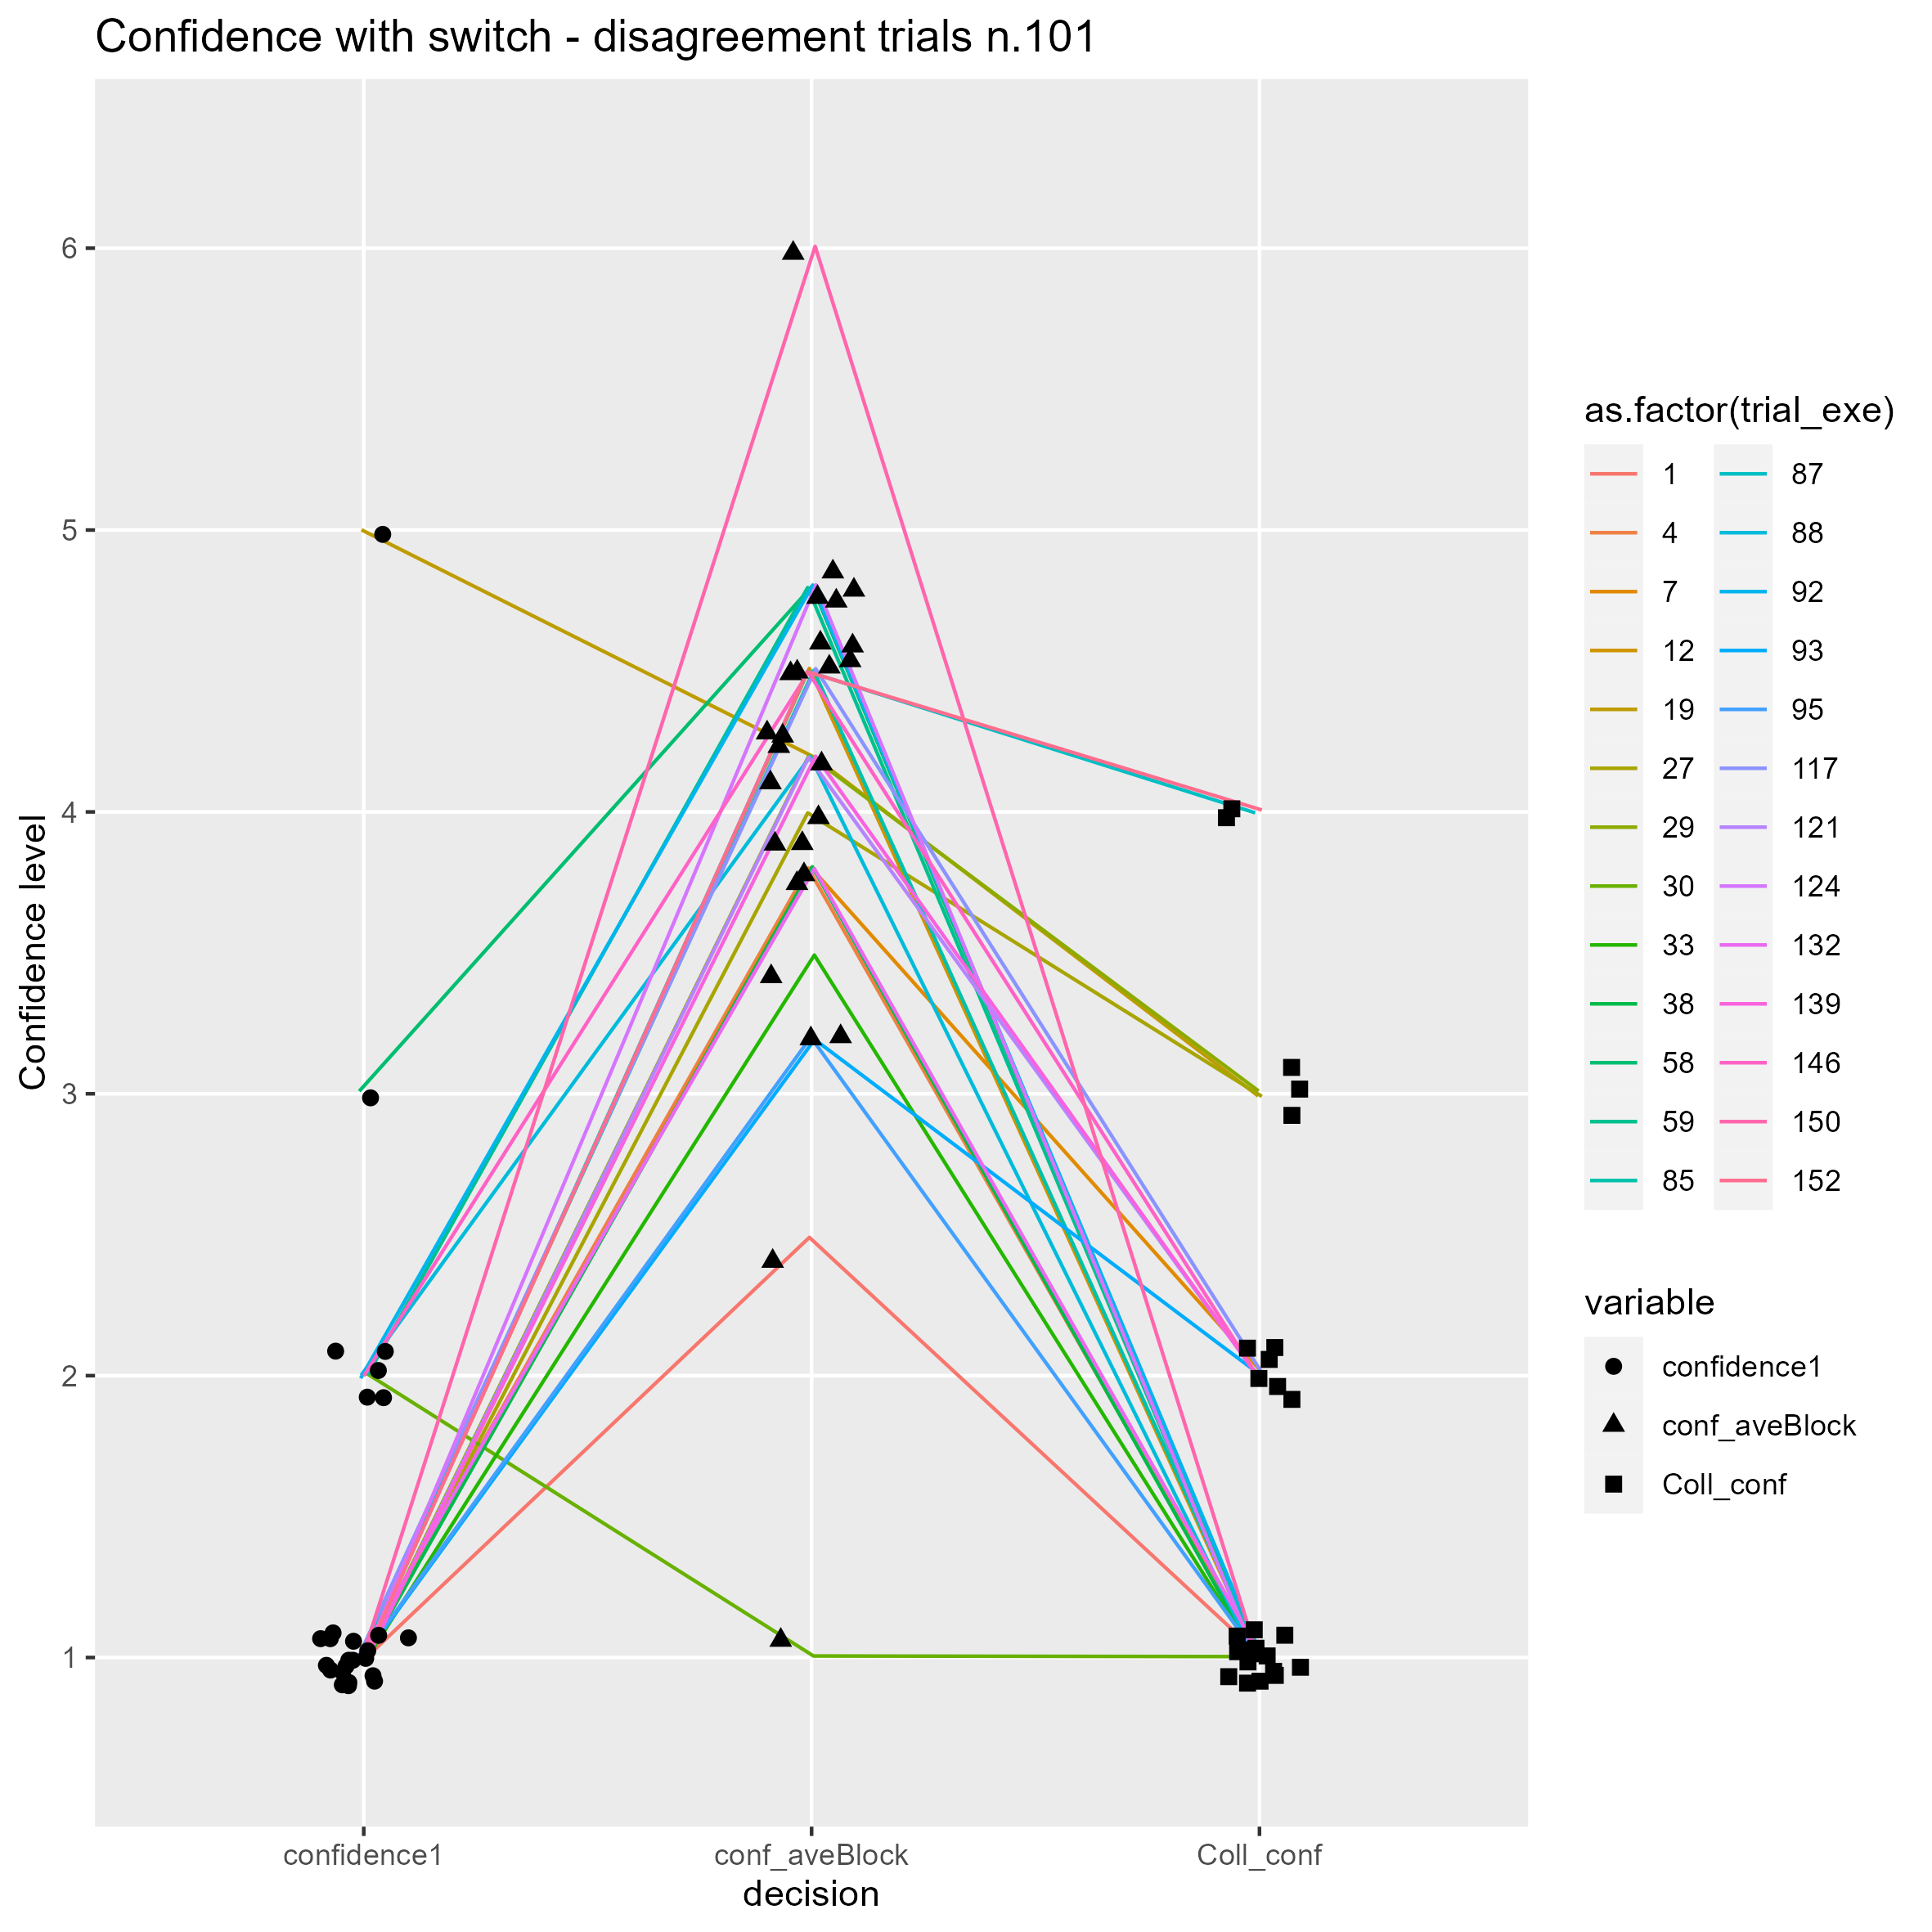 Confidence with switch - disagreement trials n.101
Confidence level
6
5
4
3
2
1
confidence1
conf_aveBlock
Coll_conf
decision
as.factor(trial_exe)
1
4
7
12
19
27
29
30
33
38
58
59
85
87
88
92
93
95
117
121
124
132
139
146
150
152
variable
confidence1
conf_aveBlock
Coll_conf